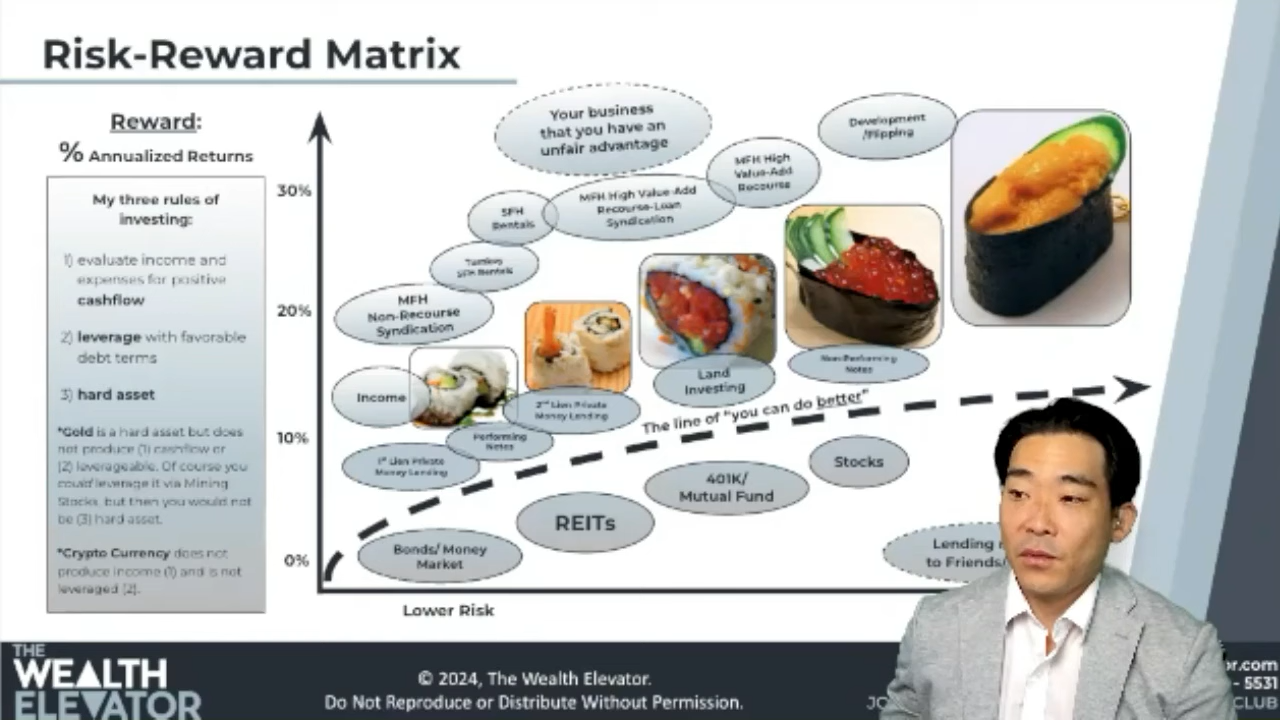 Risk-Reward Matrix
Reward:
% Annualized Returns
My three rules of
investing:
1) evaluate income and
expenses for positive
cashflow
2) leverage with favorable
debt terms
3) hard asset
*Gold is a hard asset but does
not produce (1) cashflow or
(2) leverageable. Of course you
could leverage it via Mining
Stocks, but then you would not
be (3) hard asset.
*Crypto Currency does not
produce income (1) and is not
leveraged (2).
30%
20%
10%
0%
Your business
that you have an
unfair advantage
Development
/Flipping
MFH High
Value-Add
Recourse
MFH High Value-Add
Recourse-Loan
Syndication
SFH
Rentals
Turnkey
SFH Rentals
MFH
Non-Recourse
Syndication
Income
2nd Lien Private
Money Lending
Land
Investing
Non-Performing
Notes
Performing
Notes
1st Lien Private
Money Lending
The line of "you can do better"
Stocks
401K/
Mutual Fund
REITs
Bonds/ Money
Market
Lending
to Friends/
Lower Risk
THE
WEALTH
ELEVATOR
© 2024, The Wealth Elevator.
Do Not Reproduce or Distribute Without Permission.
or.com
- 5531
JO
CLUB